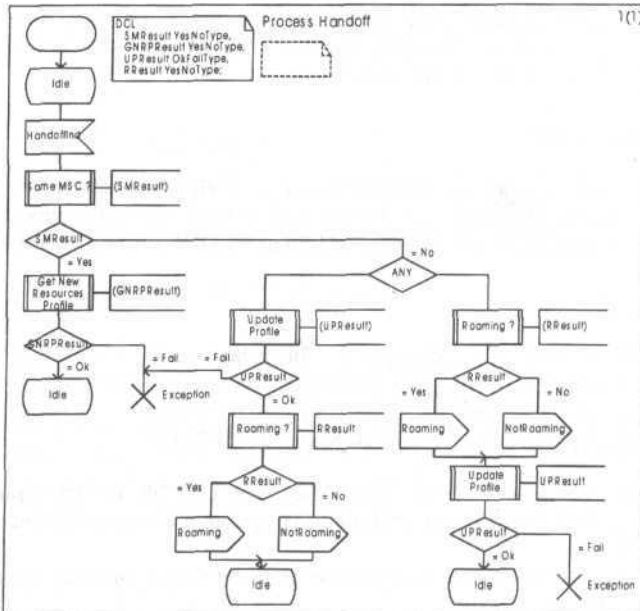 DCL
SMResult YesNoType,
GNRPResult YesNoType,
UPResult OkFailType,
RResult YesNoType;
Process Handoff
1(1)
Idle
HandoffInd
Same MSC ?
(SMResult)
SMResult
= No
= Yes
ANY
Get New
Resources
Profile
(GNRPResult)
Update
Profile
(UPResult)
Roaming ?
(RResult)
GNRPResult
= Fail
= Fail
UPResult
RResult
= Ok
= Yes
= No
Idle
Exception
= Ok
Roaming
NotRoaming
Roaming ?
RResult
Update
Profile
UPResult
RResult
= Yes
= No
Roaming
NotRoaming
UPResult
= Fail
= Ok
Idle
Idle
Exception